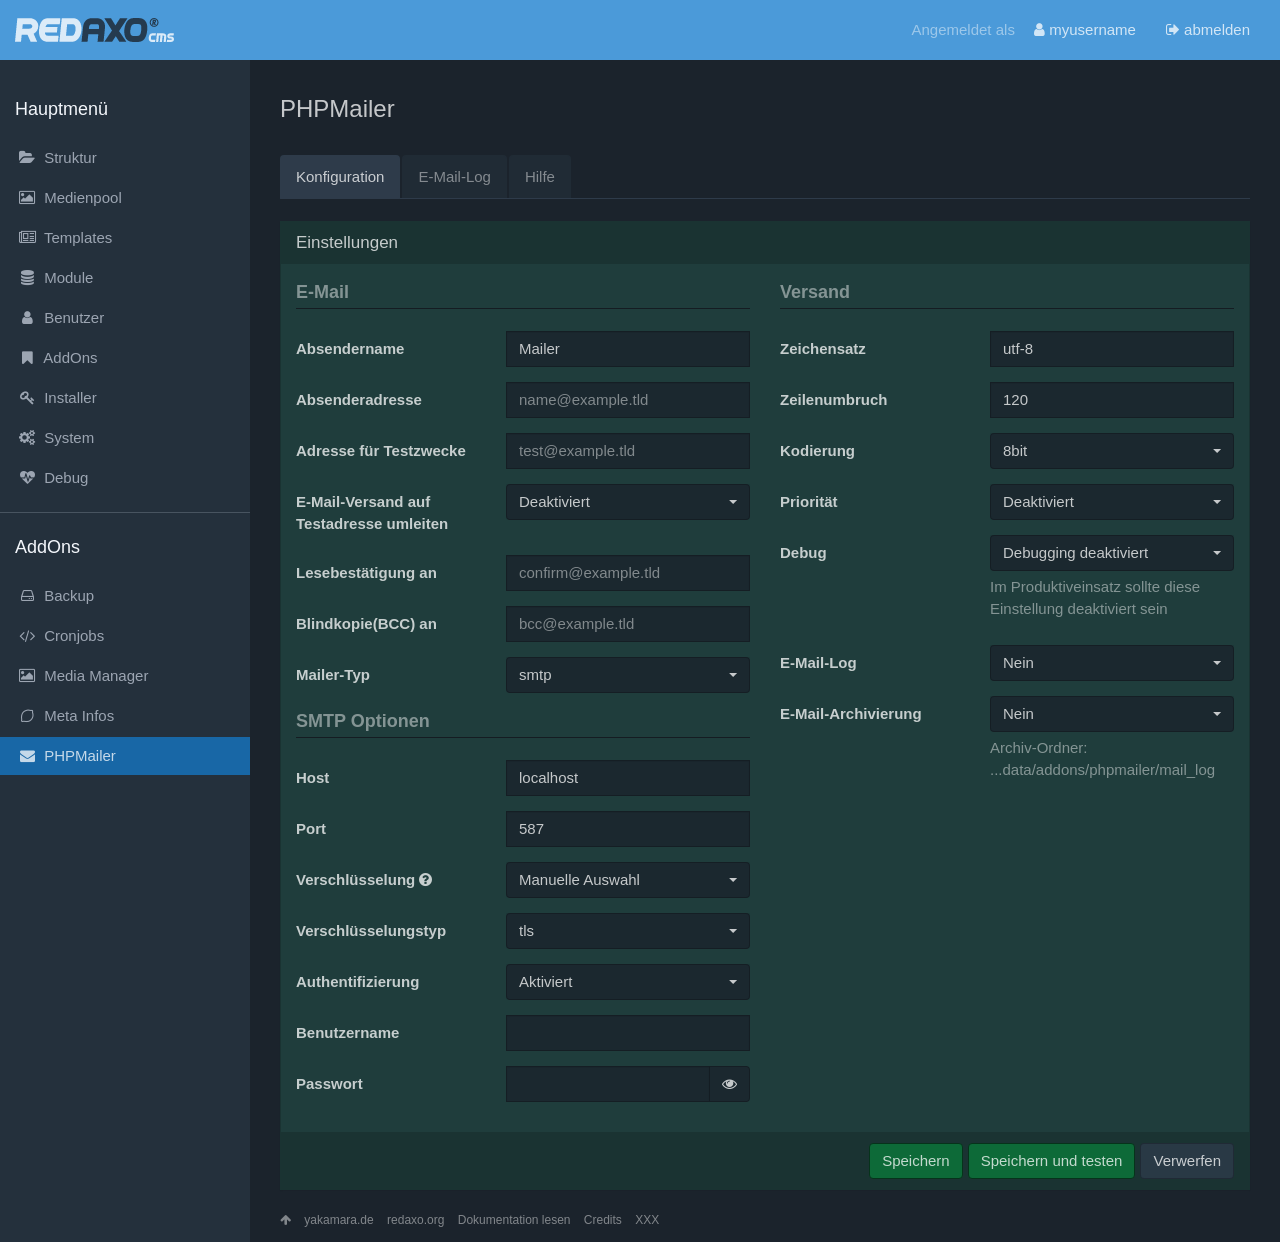 REDAXO® cms
Angemeldet als myusername abmelden
Hauptmenü
Struktur
Medienpool
Templates
Module
Benutzer
AddOns
Installer
System
Debug
AddOns
Backup
Cronjobs
Media Manager
Meta Infos
PHPMailer
PHPMailer
Konfiguration E-Mail-Log Hilfe
Einstellungen
E-Mail
Absendername Mailer
Absenderadresse name@example.tld
Adresse für Testzwecke test@example.tld
E-Mail-Versand auf Deaktiviert
Testadresse umleiten
Lesebestätigung an confirm@example.tld
Blindkopie(BCC) an bcc@example.tld
Mailer-Typ smtp
SMTP Optionen
Host localhost
Port 587
Verschlüsselung Manuelle Auswahl
Verschlüsselungstyp tls
Authentifizierung Aktiviert
Benutzername
Passwort
Versand
Zeichensatz utf-8
Zeilenumbruch 120
Kodierung 8bit
Priorität Deaktiviert
Debug Debugging deaktiviert
Im Produktiveinsatz sollte diese
Einstellung deaktiviert sein
E-Mail-Log Nein
E-Mail-Archivierung Nein
Archiv-Ordner:
...data/addons/phpmailer/mail_log
Speichern Speichern und testen Verwerfen
yakamara.de redaxo.org Dokumentation lesen Credits XXX